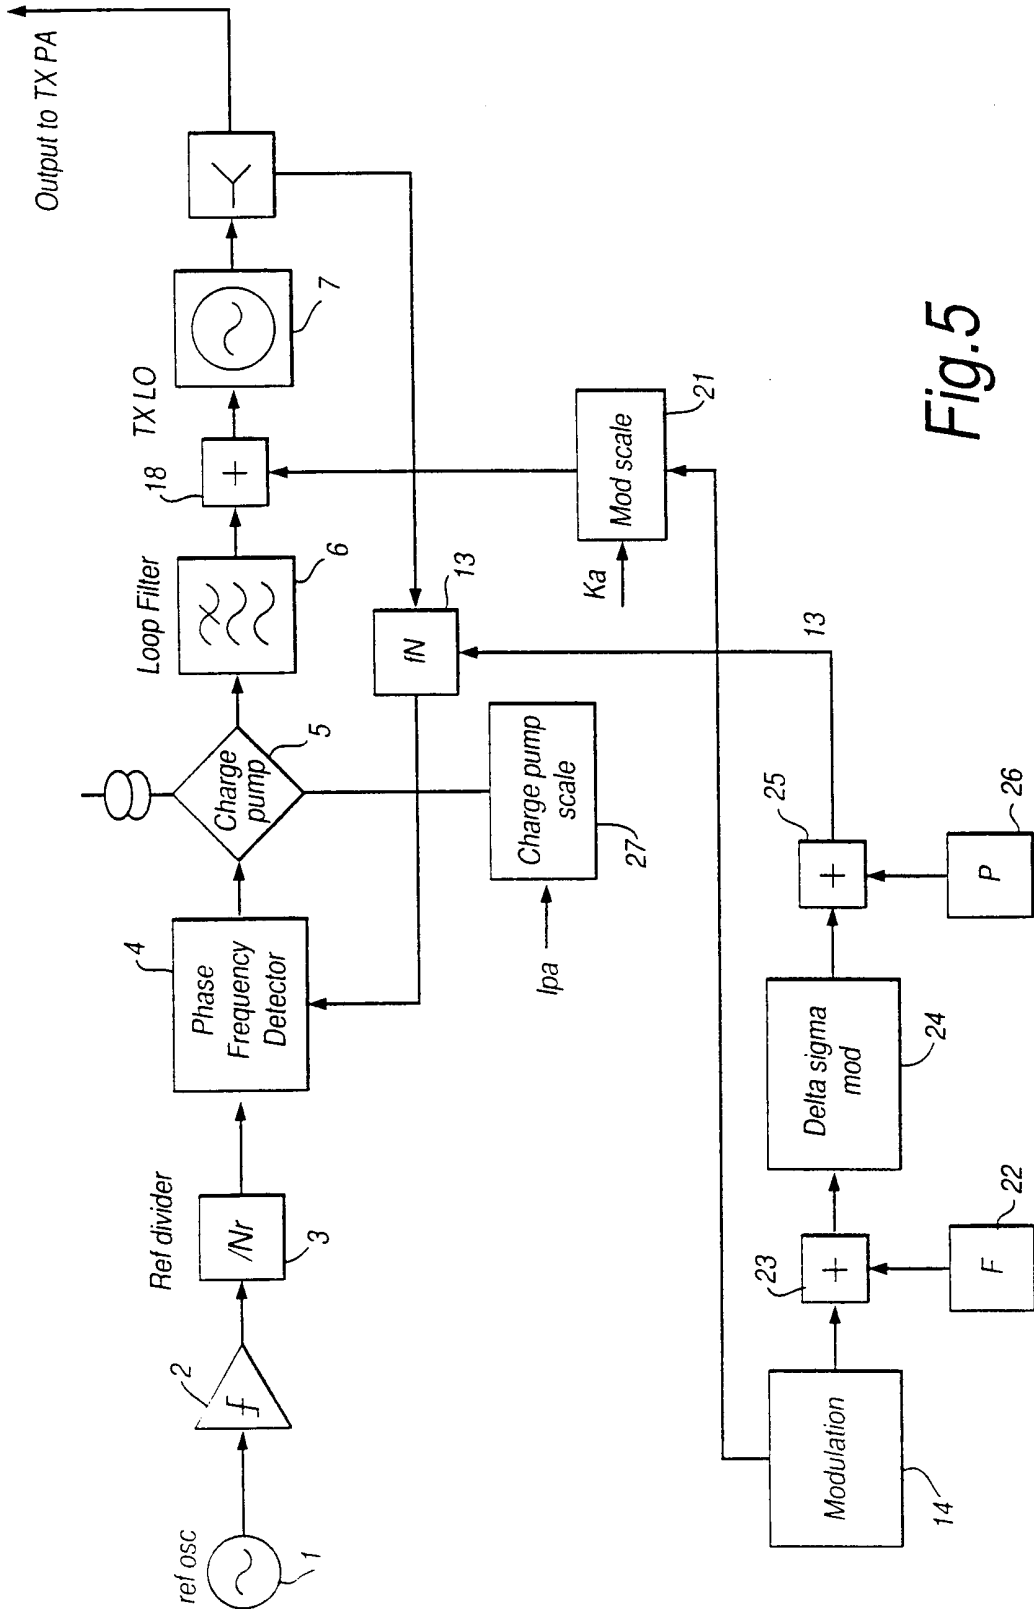 Output to TX PA
TX LO
7
18
Loop Filter
6
Charge
pump
5
4
Phase
Frequency
Detector
Ref divider
/Nr
3
2
ref osc
1
fN
13
Charge pump
scale
27
Ipa
Mod scale
21
Ka
13
Modulation
14
23
F
22
Delta sigma
mod
24
25
P
26
Fig.5